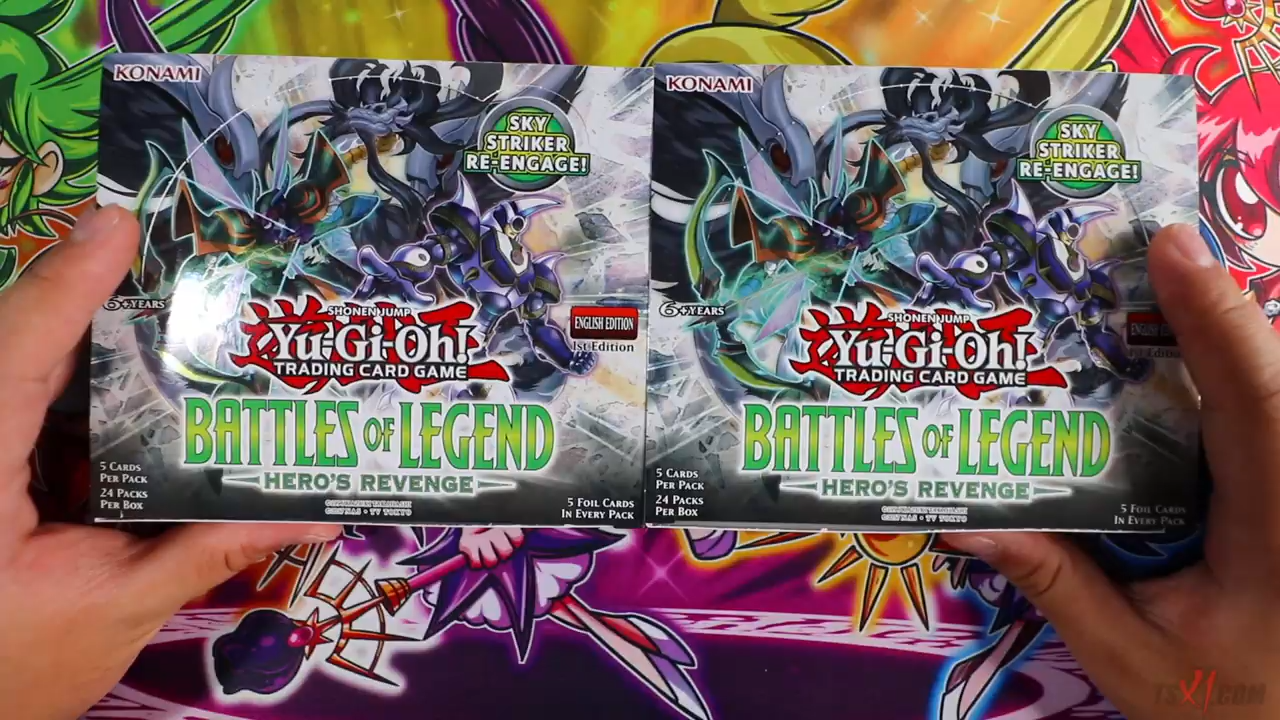 KONAMI
SKY
STRIKER
RE-ENGAGE!
6+YEARS
SHONEN JUMP
Yu-Gi-Oh!
TRADING CARD GAME
ENGLISH EDITION
1st Edition
BATTLES OF LEGEND
HERO'S REVENGE
5 CARDS
PER PACK
24 PACKS
PER BOX
5 FOIL CARDS
IN EVERY PACK
KONAMI
SKY
STRIKER
RE-ENGAGE!
6+YEARS
SHONEN JUMP
Yu-Gi-Oh!
TRADING CARD GAME
ENGLISH
BATTLES OF LEGEND
HERO'S REVENGE
5 CARDS
PER PACK
24 PACKS
PER BOX
5 FOIL CARDS
IN EVERY PACK
TSX1.COM